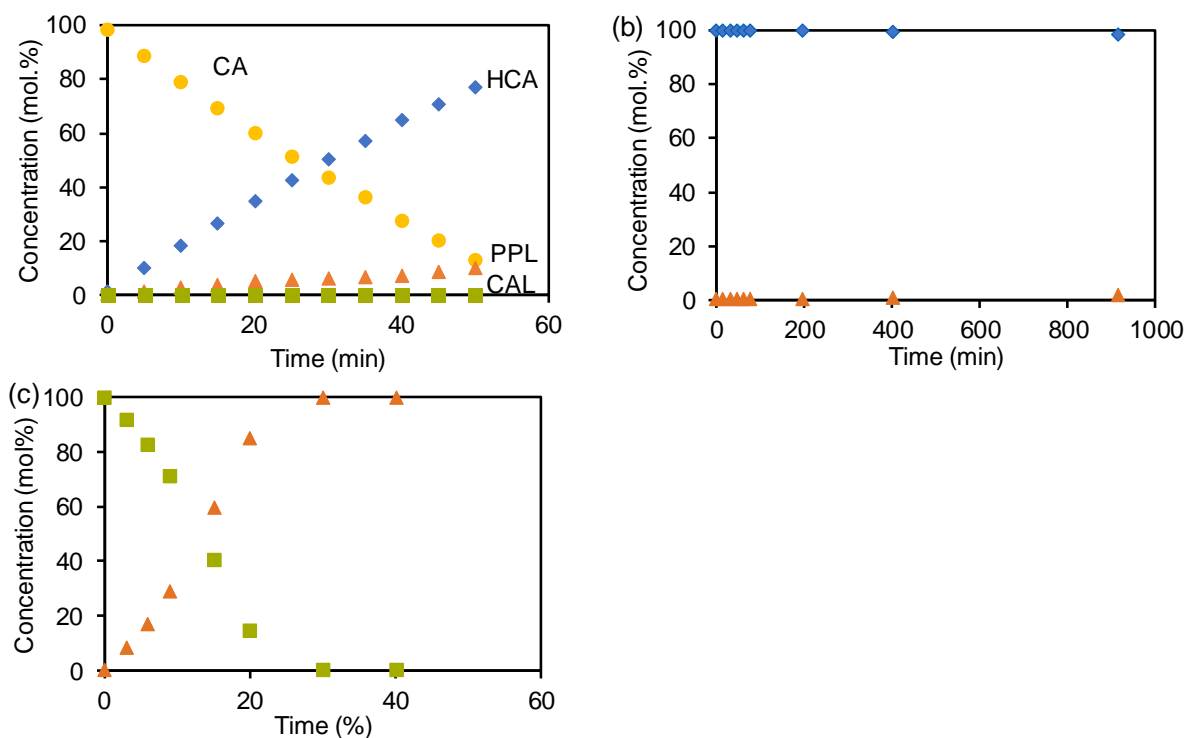 100
80
60
40
20
0
Concentration (mol.%)
CA
HCA
PPL
CAL
0 20 40 60
Time (min)
(b)
100
80
60
40
20
0
Concentration (mol.%)
0 200 400 600 800 1000
Time (min)
(c)
100
80
60
40
20
0
Concentration (mol%)
0 20 40 60
Time (%)